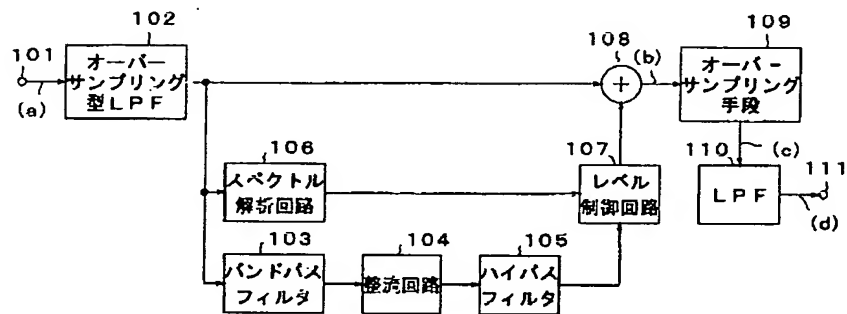 102
オーバー
サンプリング
型LPF
101
(a)
108
+
(b)
109
オーバー
サンプリング
手段
106
スペクトル
解析回路
107
レベル
制御回路
(c)
110
LPF
111
(d)
103
バンドパス
フィルタ
104
整流回路
105
ハイパス
フィルタ